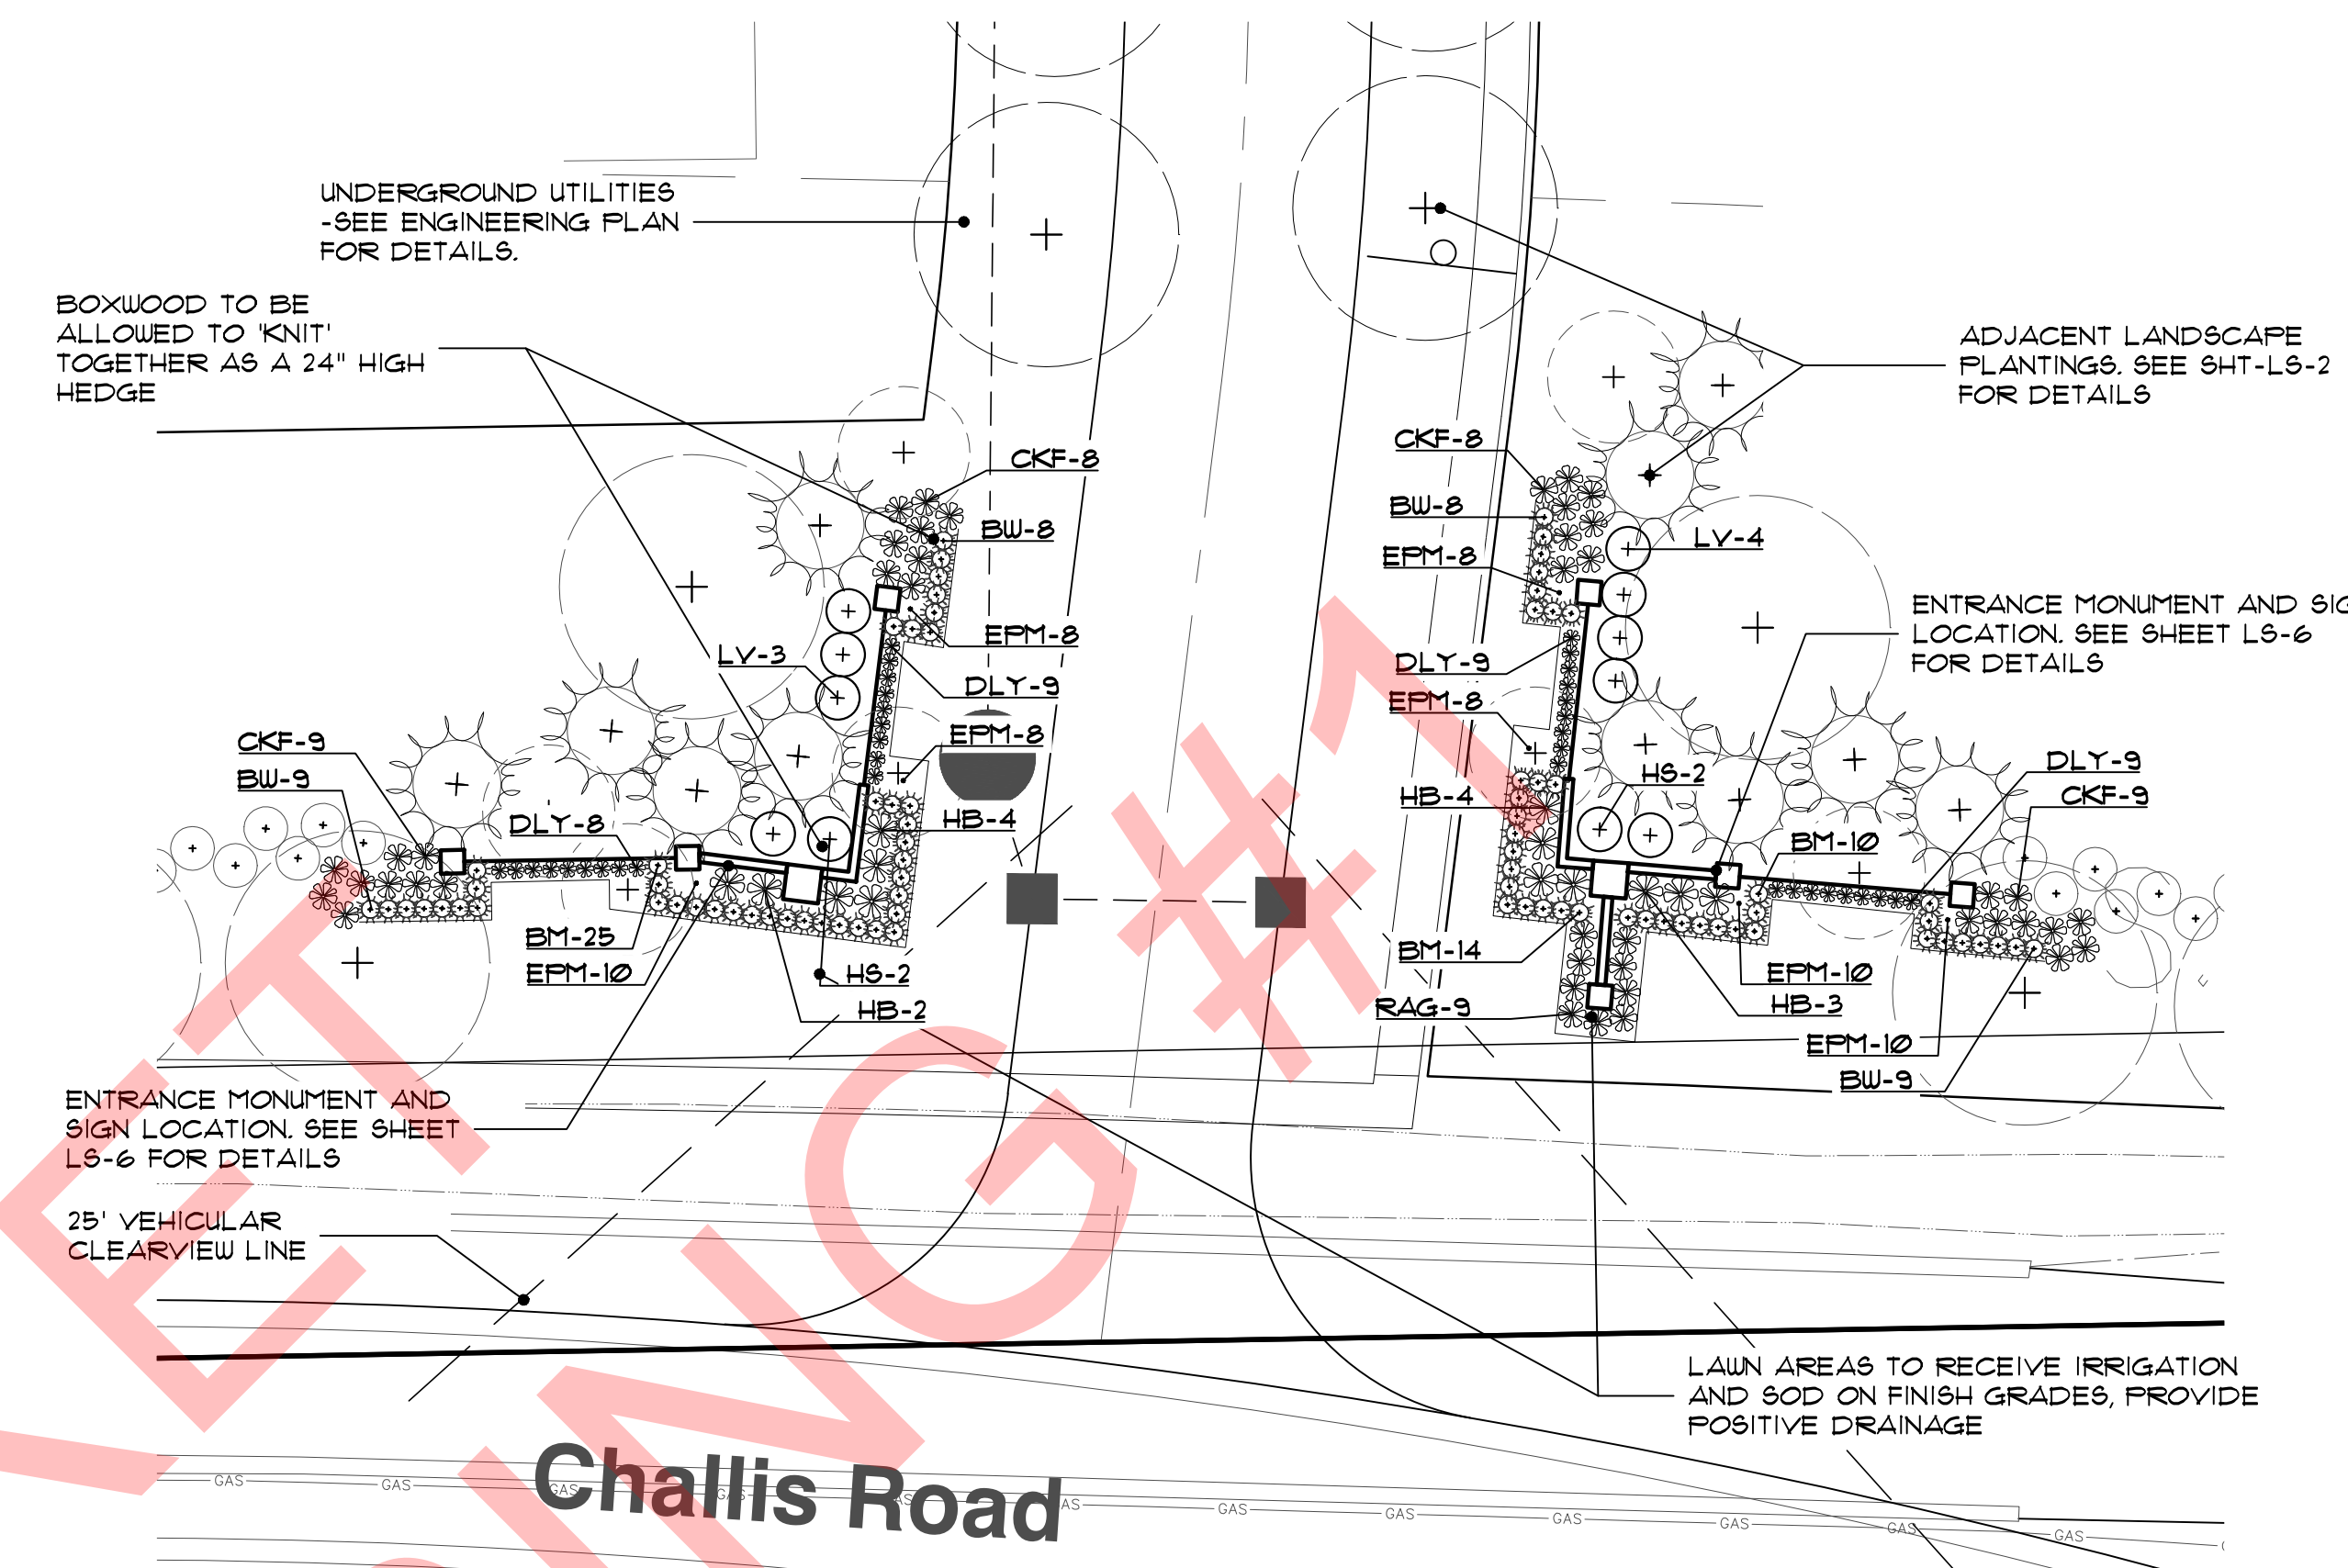 UNDERGROUND UTILITIES
-SEE ENGINEERING PLAN
FOR DETAILS.
BOXWOOD TO BE
ALLOWED TO 'KNIT'
TOGETHER AS A 24" HIGH
HEDGE
ADJACENT LANDSCAPE
PLANTINGS. SEE SHT-LS-2
FOR DETAILS
CKF-8
BW-8
EPM-8
LV-3
DLY-9
EPM-8
HB-4
CKF-9
BW-9
DLY-8
BM-25
EPM-10
HS-2
HB-2
CKF-8
BW-8
EPM-8
LV-4
DLY-9
EPM-8
HS-2
HB-4
ENTRANCE MONUMENT AND
LOCATION. SEE SHEET LS-6
FOR DETAILS
DLY-9
CKF-9
BM-10
BM-14
RAG-9
EPM-10
HB-3
EPM-10
BW-9
ENTRANCE MONUMENT AND
SIGN LOCATION. SEE SHEET
LS-6 FOR DETAILS
25' VEHICULAR
CLEARVIEW LINE
LAWN AREAS TO RECEIVE IRRIGATION
AND SOD ON FINISH GRADES, PROVIDE
POSITIVE DRAINAGE
Challis Road
GAS GAS GAS GAS GAS GAS GAS GAS GAS GAS GAS GAS
#1